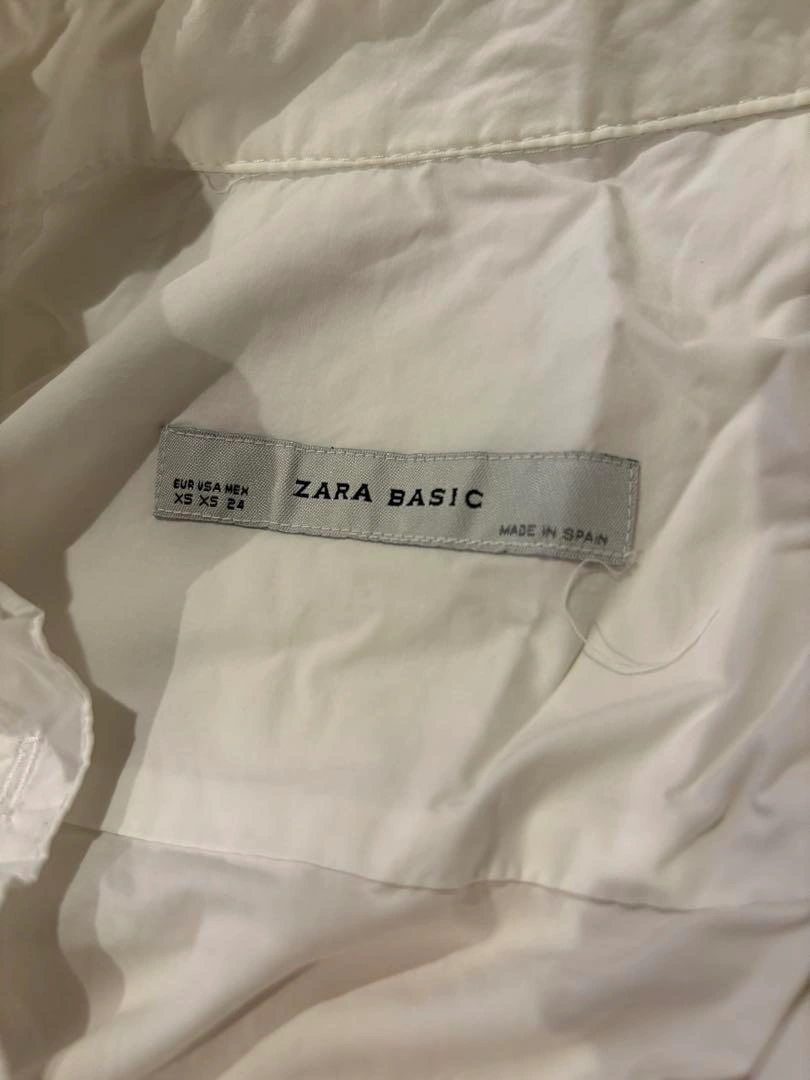 EUR USA MEX
XS XS 24
ZARA BASIC
MADE IN SPAIN